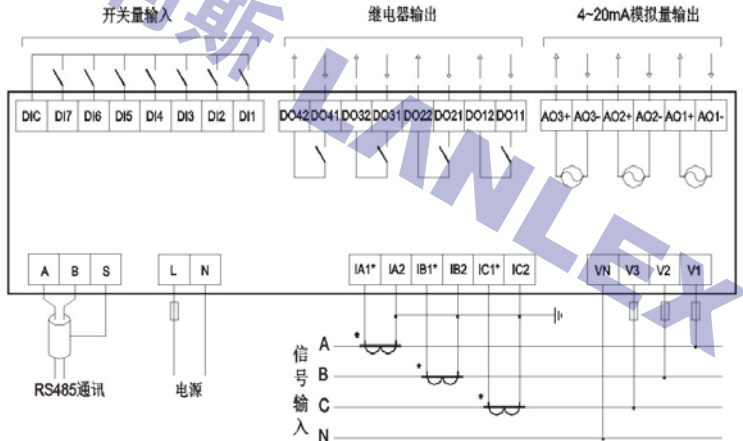 开关量输入 继电器输出 4~20mA模拟量输出
DIC DI7 DI6 DI5 DI4 DI3 DI2 DI1 DO42 DO41 DO32 DO31 DO22 DO21 DO12 DO11 AO3+ AO3- AO2+ AO2- AO1+ AO1-
A B S L N IA1* IA2 IB1* IB2 IC1* IC2 VN V3 V2 V1
RS485通讯 电源
信号输入
* A
* B
* C
N
斯 LANLEX